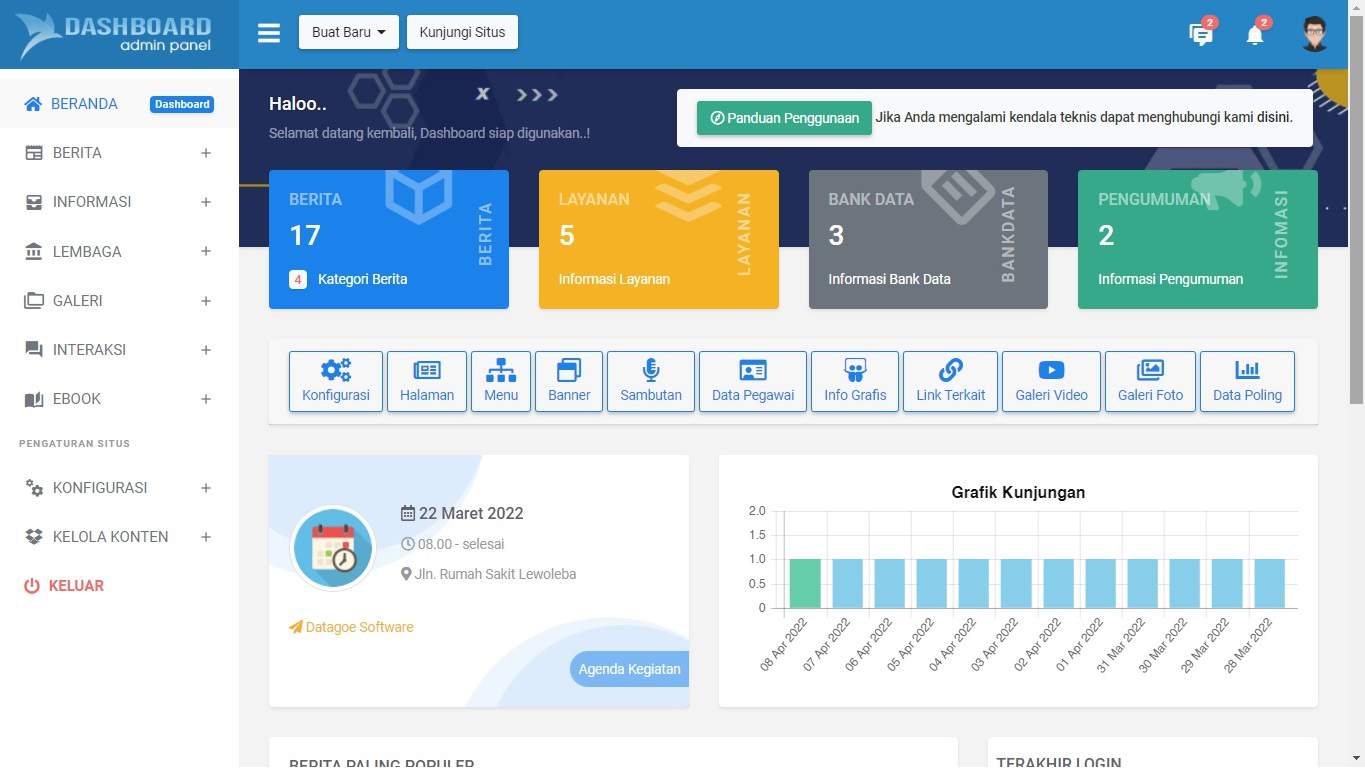 DASHBOARD
admin panel
Buat Baru
Kunjungi Situs
2
2
BERANDA
Dashboard
BERITA
INFORMASI
LEMBAGA
GALERI
INTERAKSI
EBOOK
PENGATURAN SITUS
KONFIGURASI
KELOLA KONTEN
KELUAR
Haloo..
Selamat datang kembali, Dashboard siap digunakan..!
Panduan Penggunaan Jika Anda mengalami kendala teknis dapat menghubungi kami disini.
BERITA
17
4 Kategori Berita
BERITA
LAYANAN
5
Informasi Layanan
LAYANAN
BANK DATA
3
Informasi Bank Data
BANKDATA
PENGUMUMAN
2
Informasi Pengumuman
INFOMASI
Konfigurasi
Halaman
Menu
Banner
Sambutan
Data Pegawai
Info Grafis
Link Terkait
Galeri Video
Galeri Foto
Data Poling
22 Maret 2022
08.00 - selesai
Jln. Rumah Sakit Lewoleba
Datagoe Software
Agenda Kegiatan
Grafik Kunjungan
2.0
1.5
1.0
0.5
0
08 Apr 2022
07 Apr 2022
06 Apr 2022
05 Apr 2022
04 Apr 2022
03 Apr 2022
02 Apr 2022
01 Apr 2022
31 Mar 2022
30 Mar 2022
29 Mar 2022
28 Mar 2022
BERITA PALING POPULER
TERAKHIR LOGIN